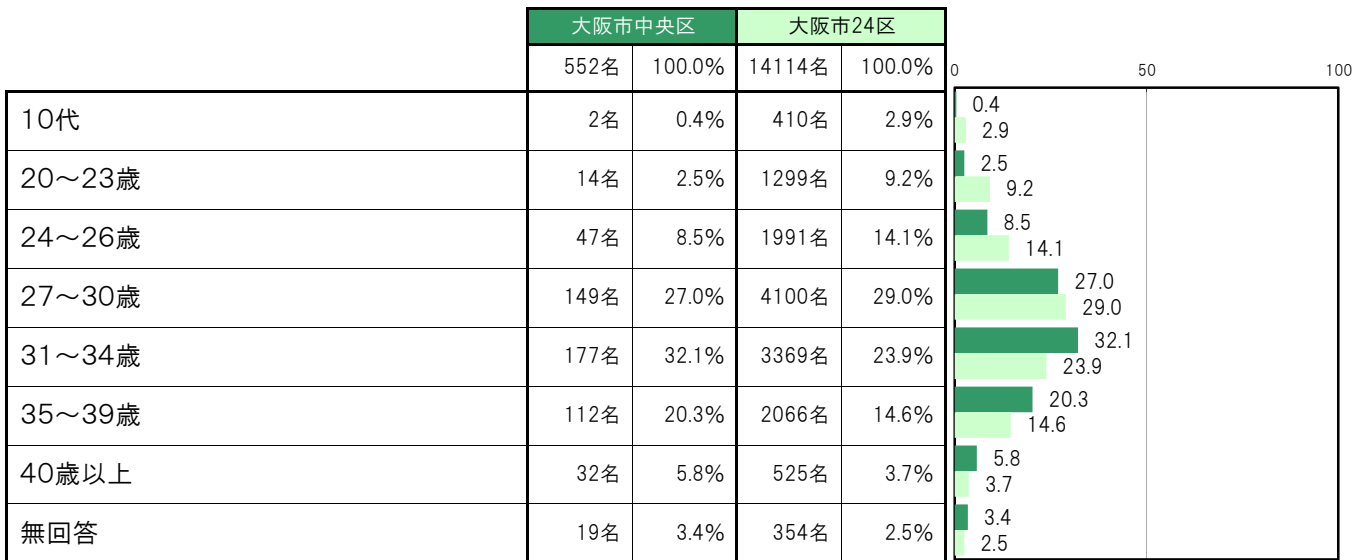 大阪市中央区 大阪市24区
552名 100.0% 14114名 100.0% 0 50 100
10代 2名 0.4% 410名 2.9% 0.4
2.9
20～23歳 14名 2.5% 1299名 9.2% 2.5
9.2
24～26歳 47名 8.5% 1991名 14.1% 8.5
14.1
27～30歳 149名 27.0% 4100名 29.0% 27.0
29.0
31～34歳 177名 32.1% 3369名 23.9% 32.1
23.9
35～39歳 112名 20.3% 2066名 14.6% 20.3
14.6
40歳以上 32名 5.8% 525名 3.7% 5.8
3.7
無回答 19名 3.4% 354名 2.5% 3.4
2.5